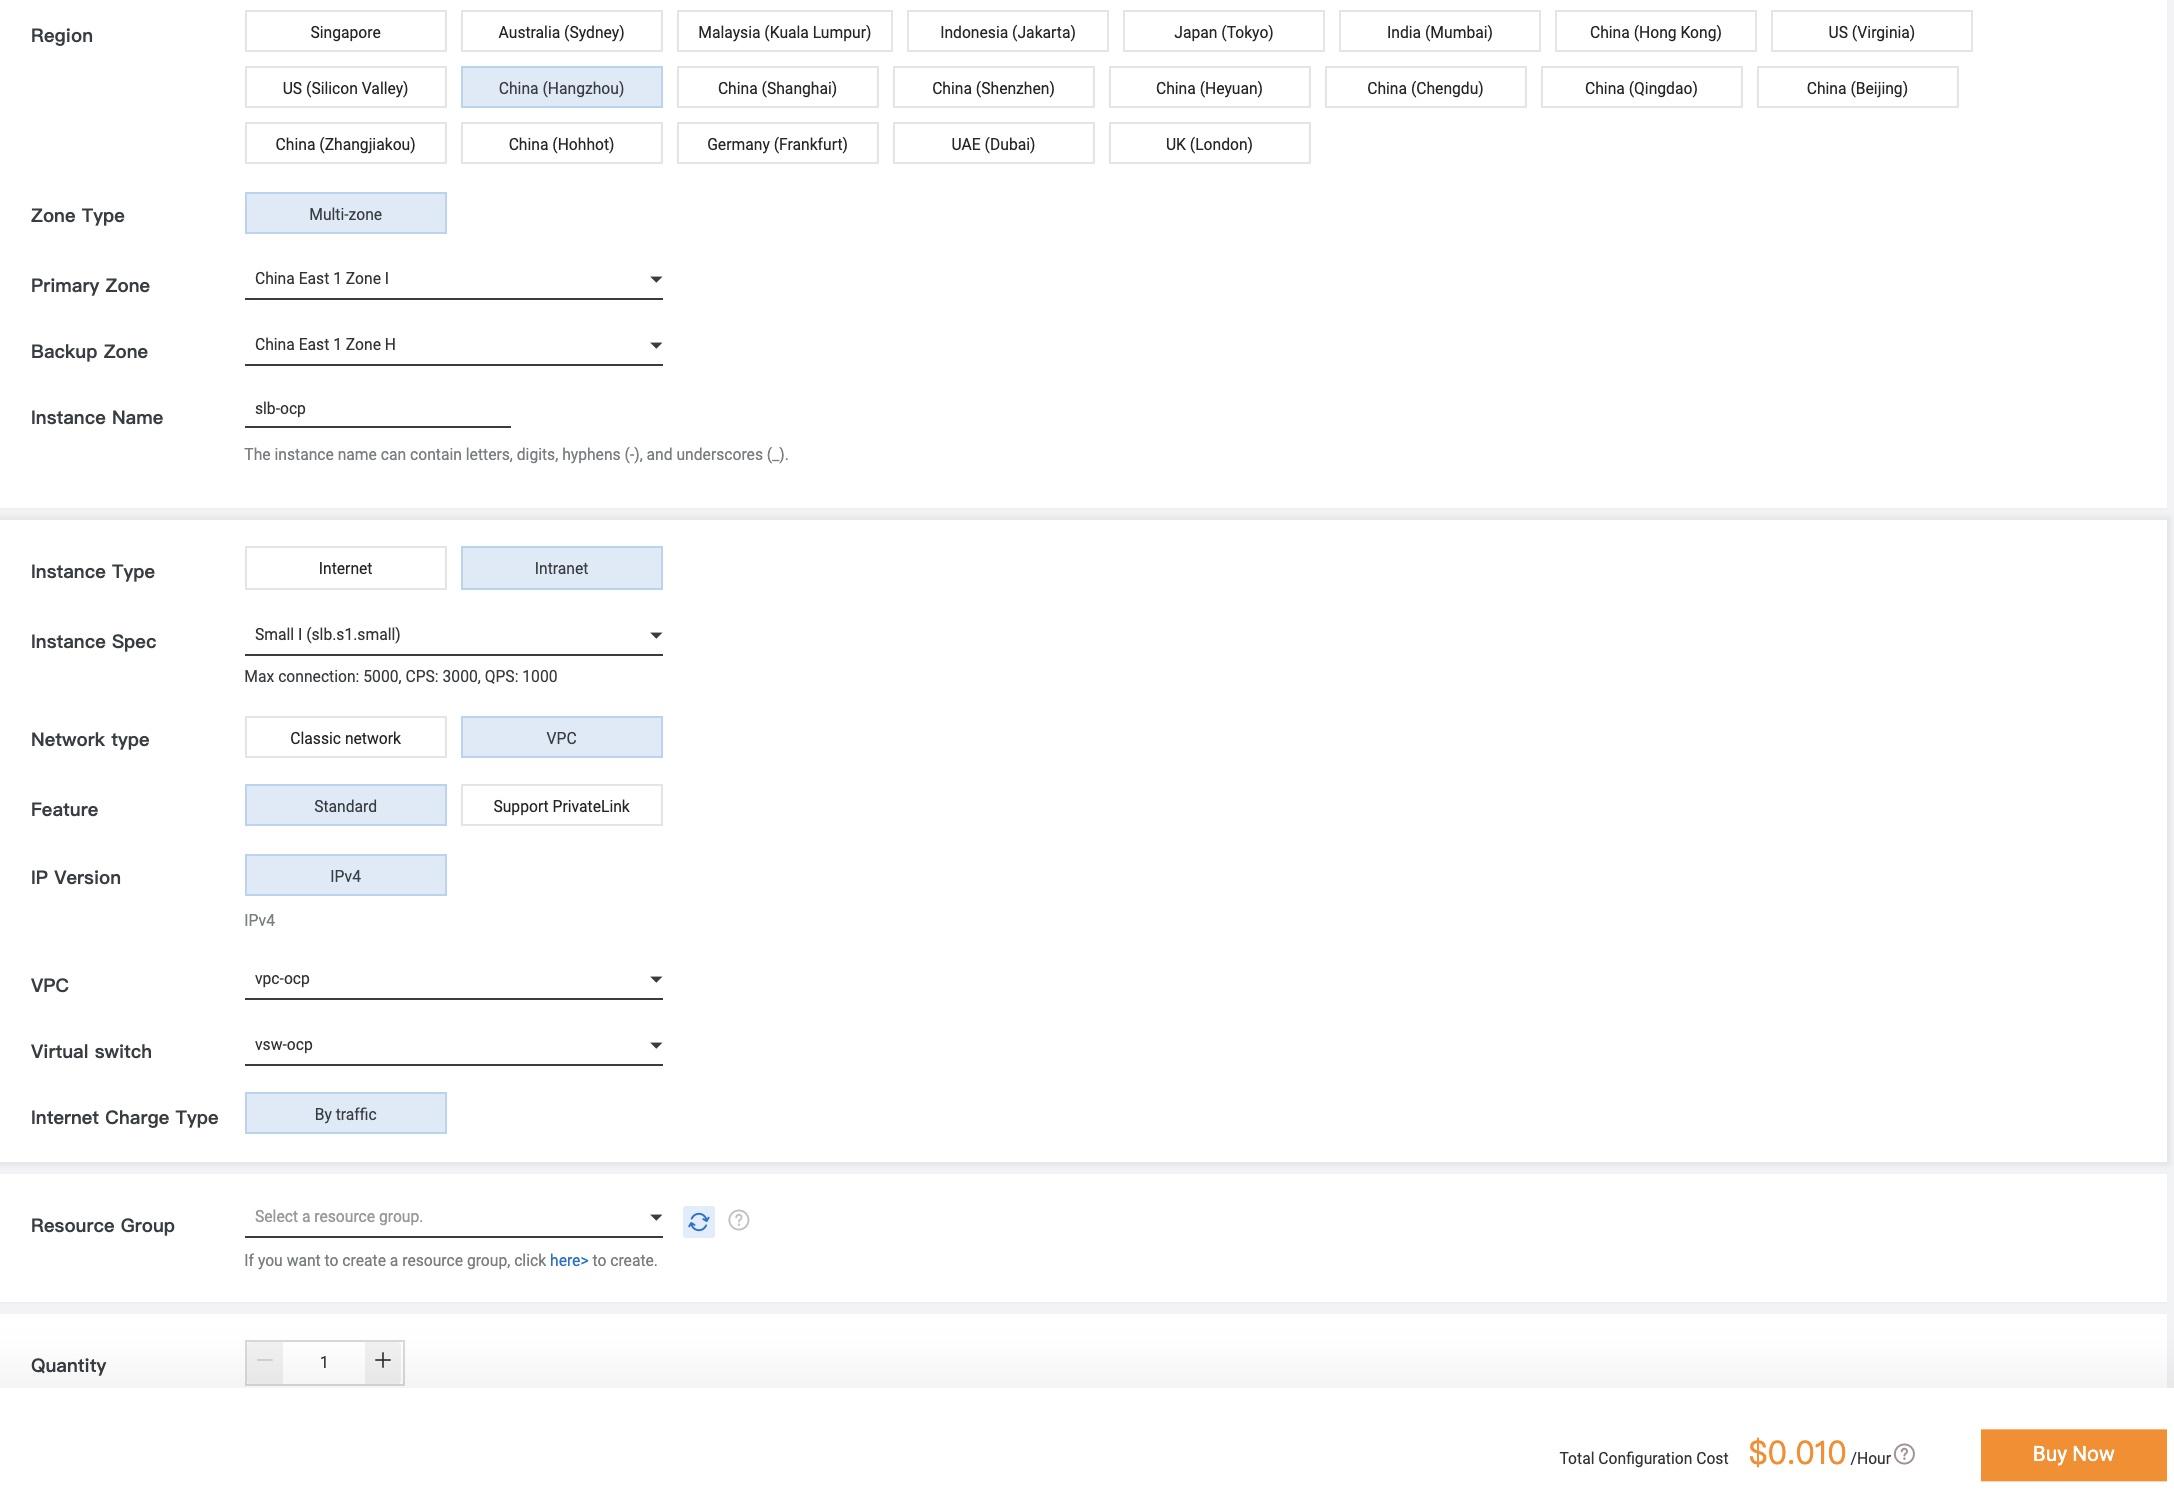 Region
Singapore
Australia (Sydney)
Malaysia (Kuala Lumpur)
Indonesia (Jakarta)
Japan (Tokyo)
India (Mumbai)
China (Hong Kong)
US (Virginia)
US (Silicon Valley)
China (Hangzhou)
China (Shanghai)
China (Shenzhen)
China (Heyuan)
China (Chengdu)
China (Qingdao)
China (Beijing)
China (Zhangjiakou)
China (Hohhot)
Germany (Frankfurt)
UAE (Dubai)
UK (London)
Zone Type
Multi-zone
Primary Zone
China East 1 Zone I
Backup Zone
China East 1 Zone H
Instance Name
slb-ocp
The instance name can contain letters, digits, hyphens (-), and underscores (_).
Instance Type
Internet
Intranet
Instance Spec
Small I (slb.s1.small)
Max connection: 5000, CPS: 3000, QPS: 1000
Network type
Classic network
VPC
Feature
Standard
Support PrivateLink
IP Version
IPv4
IPv4
VPC
vpc-ocp
Virtual switch
vsw-ocp
Internet Charge Type
By traffic
Resource Group
Select a resource group.
If you want to create a resource group, click here> to create.
Quantity
1
Total Configuration Cost $0.010 /Hour
Buy Now